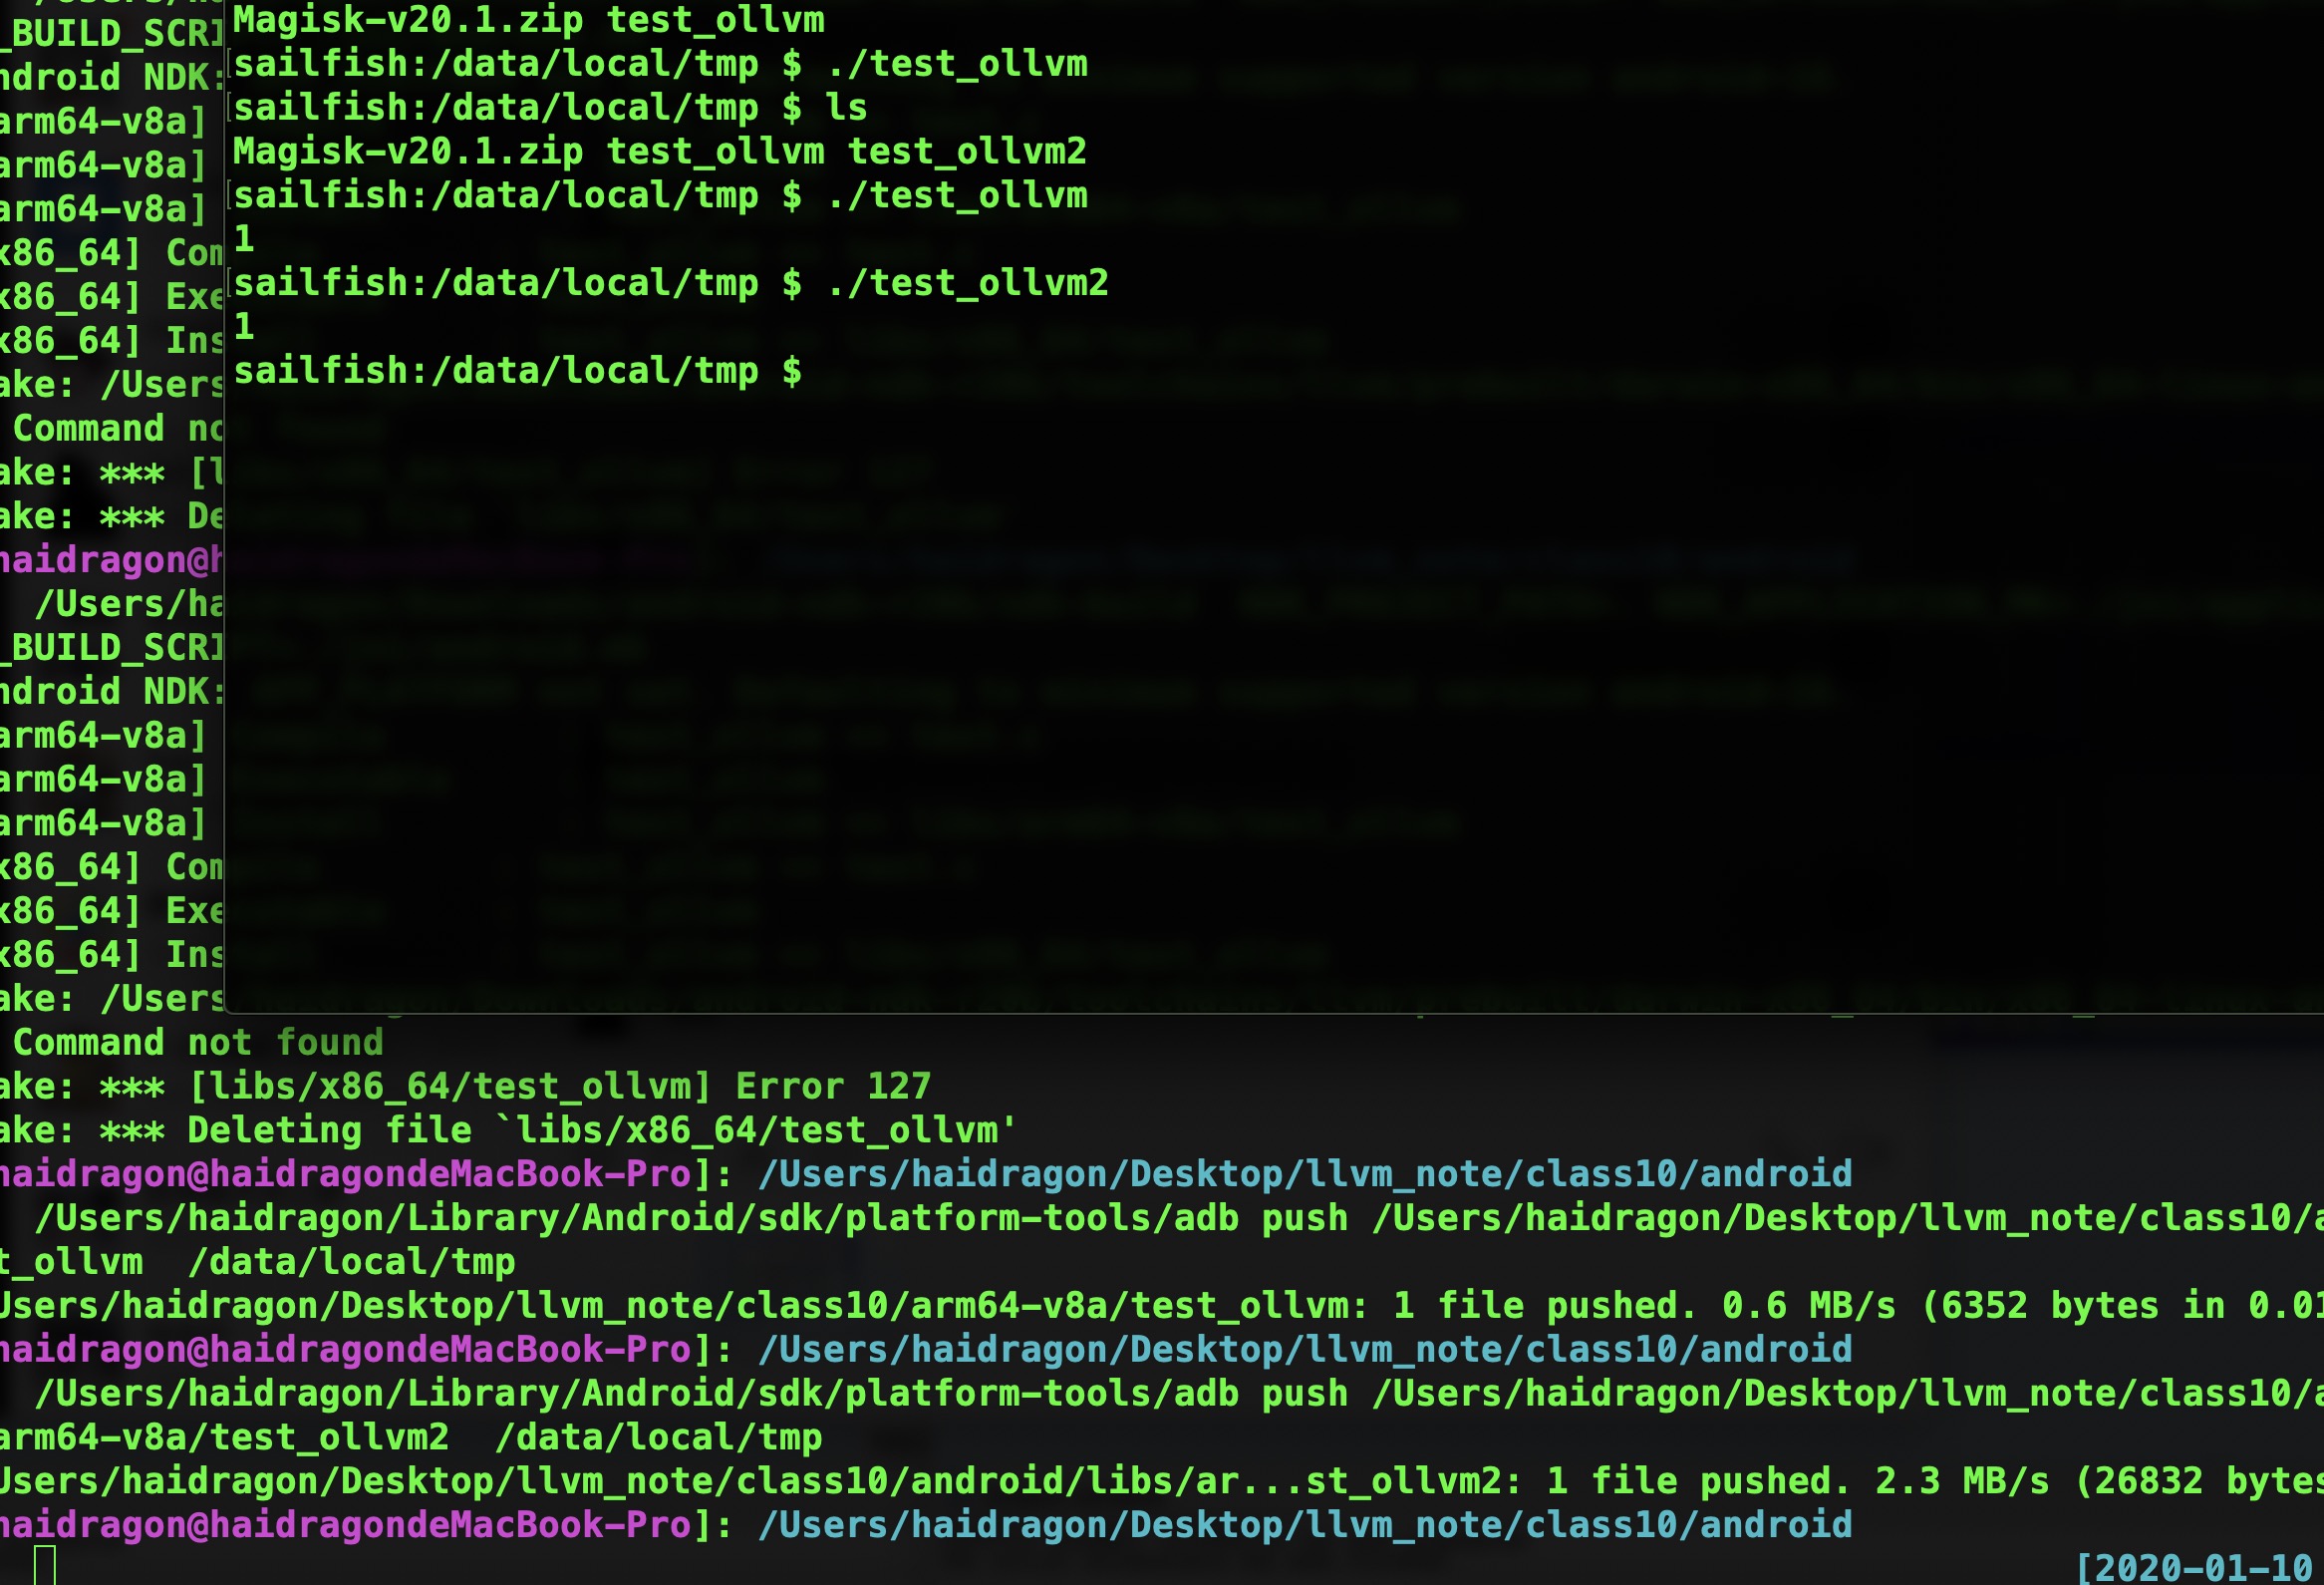 Magisk-v20.1.zip test_ollvm
sailfish:/data/local/tmp $ ./test_ollvm
sailfish:/data/local/tmp $ ls
Magisk-v20.1.zip test_ollvm test_ollvm2
sailfish:/data/local/tmp $ ./test_ollvm
1
sailfish:/data/local/tmp $ ./test_ollvm2
1
sailfish:/data/local/tmp $
_BUILD_SCRI
ndroid NDK:
arm64-v8a]
arm64-v8a]
arm64-v8a]
x86_64] Com
x86_64] Exe
x86_64] Ins
ake: /Users
Command no
ake: *** [l
ake: *** De
haidragon@h
/Users/ha
_BUILD_SCRI
ndroid NDK:
arm64-v8a]
arm64-v8a]
arm64-v8a]
x86_64] Com
x86_64] Exe
x86_64] Ins
ake: /Users
Command not found
ake: *** [libs/x86_64/test_ollvm] Error 127
ake: *** Deleting file `libs/x86_64/test_ollvm'
haidragon@haidragondeMacBook-Pro]: /Users/haidragon/Desktop/llvm_note/class10/android
/Users/haidragon/Library/Android/sdk/platform-tools/adb push /Users/haidragon/Desktop/llvm_note/class10/a
t_ollvm  /data/local/tmp
Users/haidragon/Desktop/llvm_note/class10/arm64-v8a/test_ollvm: 1 file pushed. 0.6 MB/s (6352 bytes in 0.01
haidragon@haidragondeMacBook-Pro]: /Users/haidragon/Desktop/llvm_note/class10/android
/Users/haidragon/Library/Android/sdk/platform-tools/adb push /Users/haidragon/Desktop/llvm_note/class10/a
arm64-v8a/test_ollvm2  /data/local/tmp
Users/haidragon/Desktop/llvm_note/class10/android/libs/ar...st_ollvm2: 1 file pushed. 2.3 MB/s (26832 bytes
haidragon@haidragondeMacBook-Pro]: /Users/haidragon/Desktop/llvm_note/class10/android
[2020-01-10